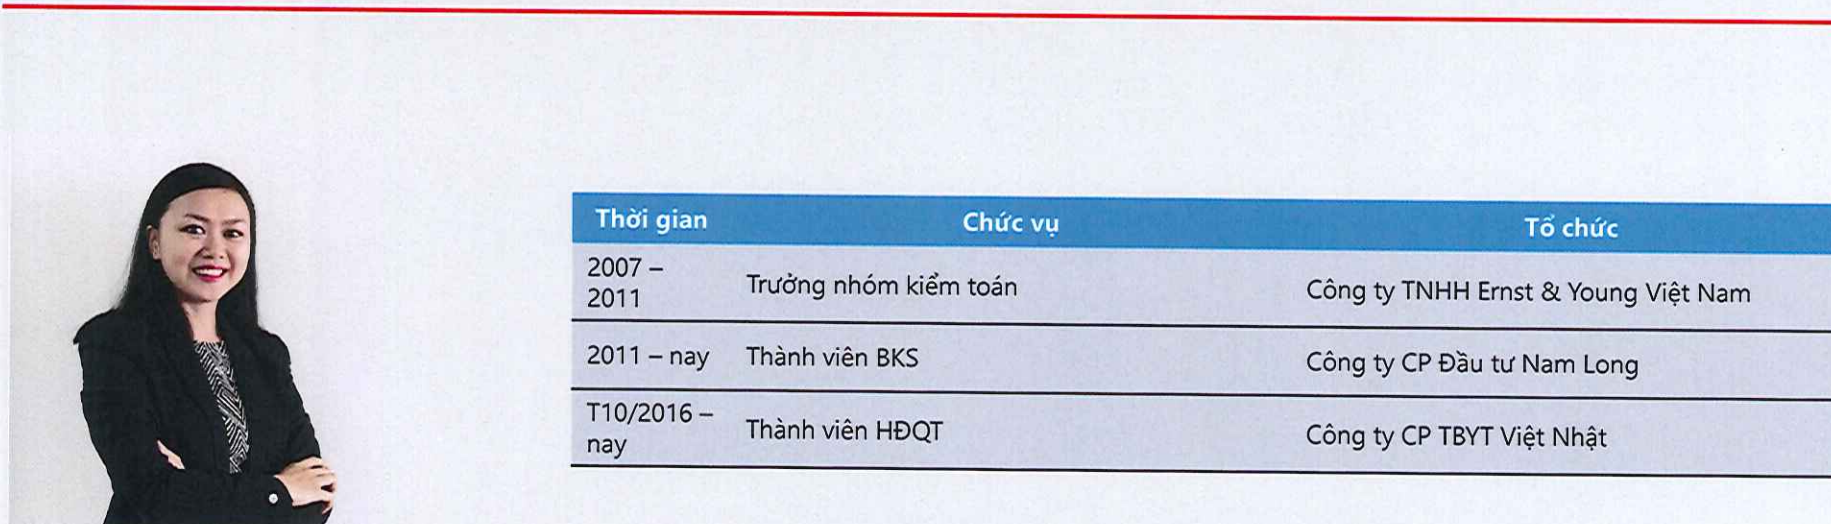 Thời gian Chức vụ Tổ chức
2007 –
2011 Trưởng nhóm kiểm toán Công ty TNHH Ernst & Young Việt Nam
2011 – nay Thành viên BKS Công ty CP Đầu tư Nam Long
T10/2016 –
nay Thành viên HĐQT Công ty CP TBYT Việt Nhật